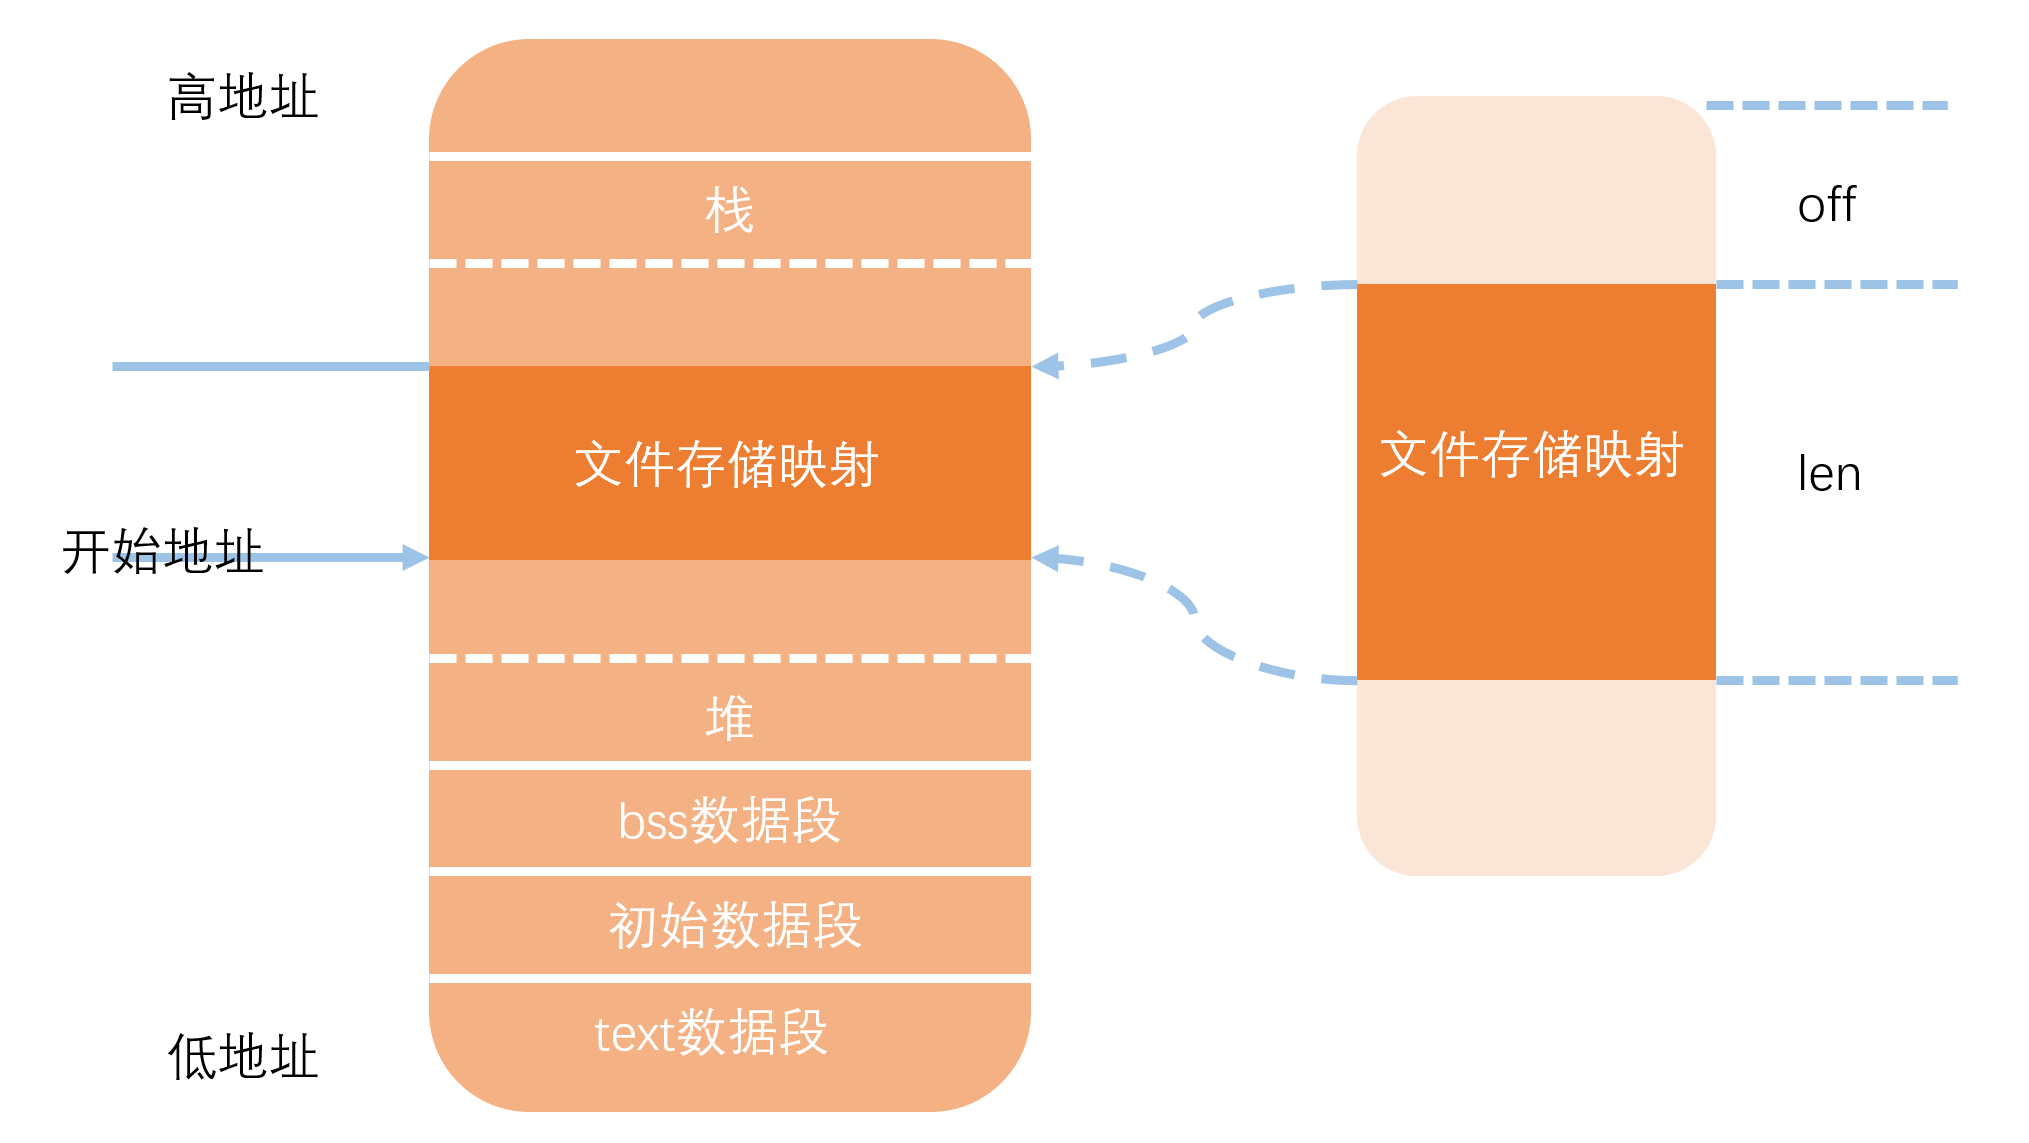 高地址
栈
off
文件存储映射
文件存储映射
len
开始地址
堆
bss数据段
初始数据段
text数据段
低地址